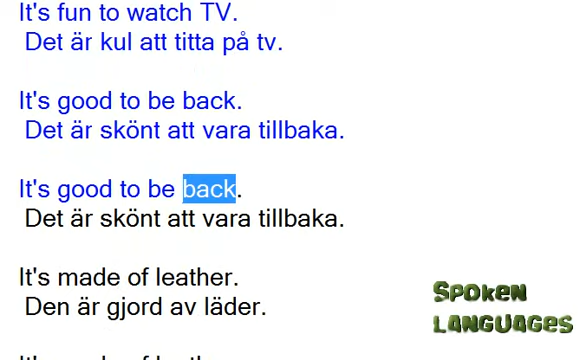 It's fun to watch TV.
Det är kul att titta på tv.
It's good to be back.
Det är skönt att vara tillbaka.
It's good to be back.
Det är skönt att vara tillbaka.
It's made of leather.
Den är gjord av läder.
Spoken
Languages